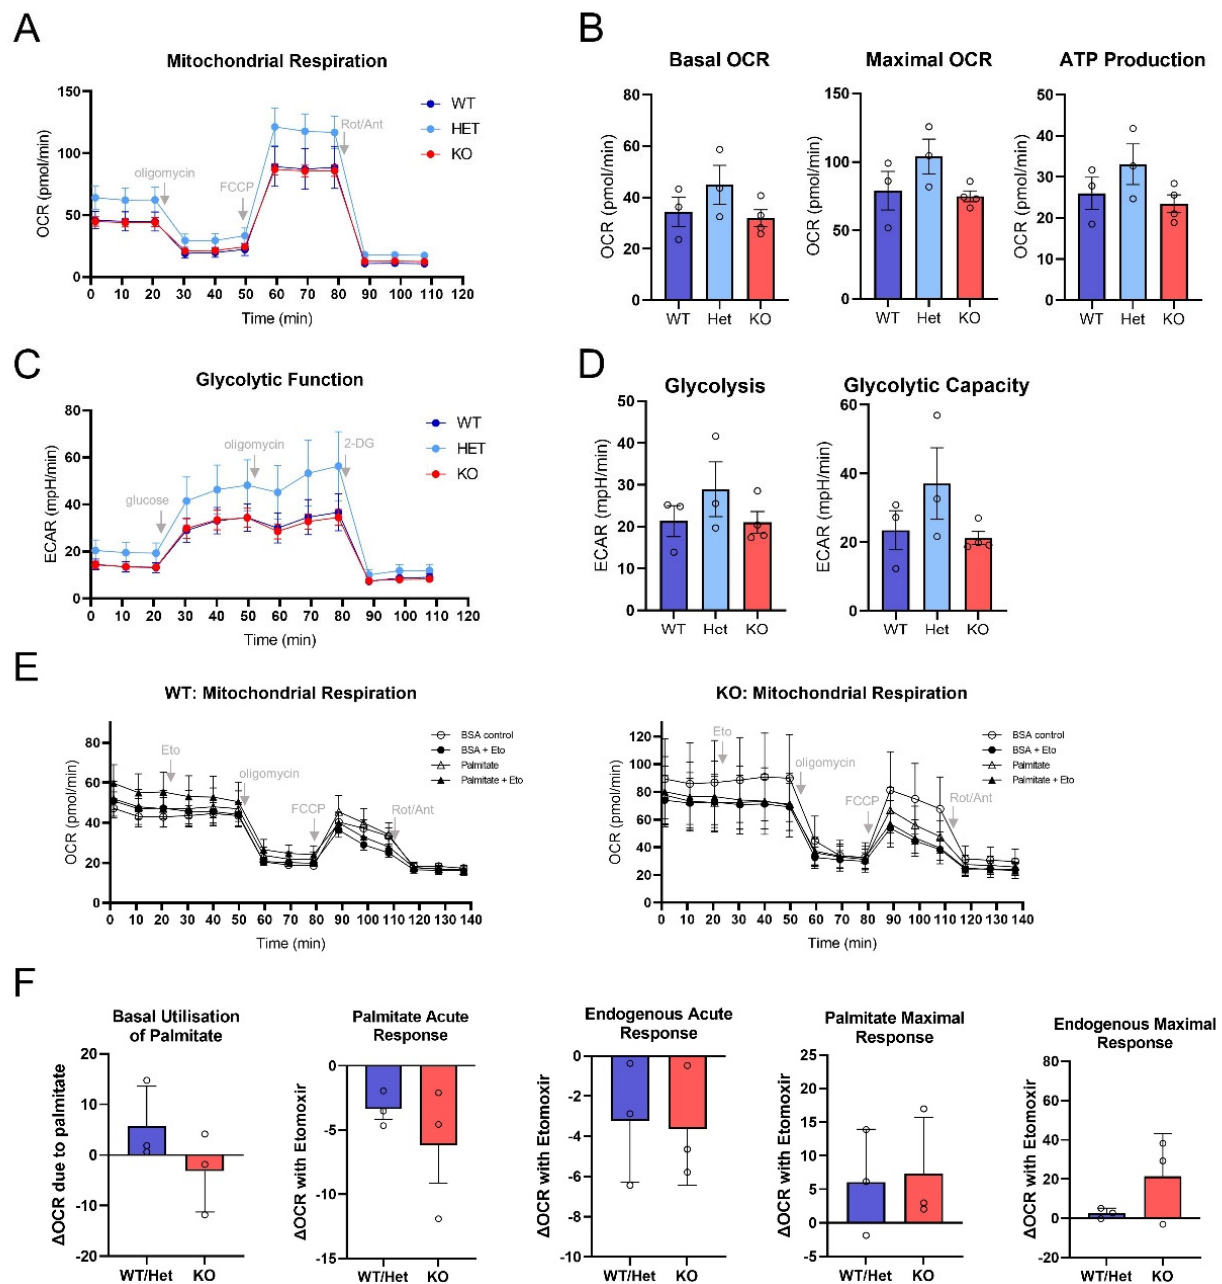 A
Mitochondrial Respiration
OCR (pmol/min)
150
100
50
0
oligomycin
FCCP
Rot/Ant
WT
HET
KO
0 10 20 30 40 50 60 70 80 90 100 110 120
Time (min)
B
Basal OCR
OCR (pmol/min)
80
60
40
20
0
WT Het KO
Maximal OCR
OCR (pmol/min)
150
100
50
0
WT Het KO
ATP Production
OCR (pmol/min)
50
40
30
20
10
0
WT Het KO
C
Glycolytic Function
ECAR (mpH/min)
80
60
40
20
0
glucose
oligomycin
2-DG
WT
HET
KO
0 10 20 30 40 50 60 70 80 90 100 110 120
Time (min)
D
Glycolysis
ECAR (mpH/min)
50
40
30
20
10
0
WT Het KO
Glycolytic Capacity
ECAR (mpH/min)
60
40
20
0
WT Het KO
E
WT: Mitochondrial Respiration
OCR (pmol/min)
80
60
40
20
0
Eto
oligomycin
FCCP
Rot/Ant
BSA control
BSA + Eto
Palmitate
Palmitate + Eto
0 10 20 30 40 50 60 70 80 90 100 110 120 130 140
Time (min)
KO: Mitochondrial Respiration
OCR (pmol/min)
120
100
80
60
40
20
0
Eto
oligomycin
FCCP
Rot/Ant
BSA control
BSA + Eto
Palmitate
Palmitate + Eto
0 10 20 30 40 50 60 70 80 90 100 110 120 130 140
Time (min)
F
Basal Utilisation
of Palmitate
ΔOCR due to palmitate
20
10
0
-10
-20
WT/Het KO
Palmitate Acute
Response
ΔOCR with Etomoxir
0
-5
-10
-15
WT/Het KO
Endogenous Acute
Response
ΔOCR with Etomoxir
0
-2
-4
-6
-8
-10
WT/Het KO
Palmitate Maximal
Response
ΔOCR with Etomoxir
25
20
15
10
5
0
-5
WT/Het KO
Endogenous Maximal
Response
ΔOCR with Etomoxir
80
60
40
20
0
-20
WT/Het KO